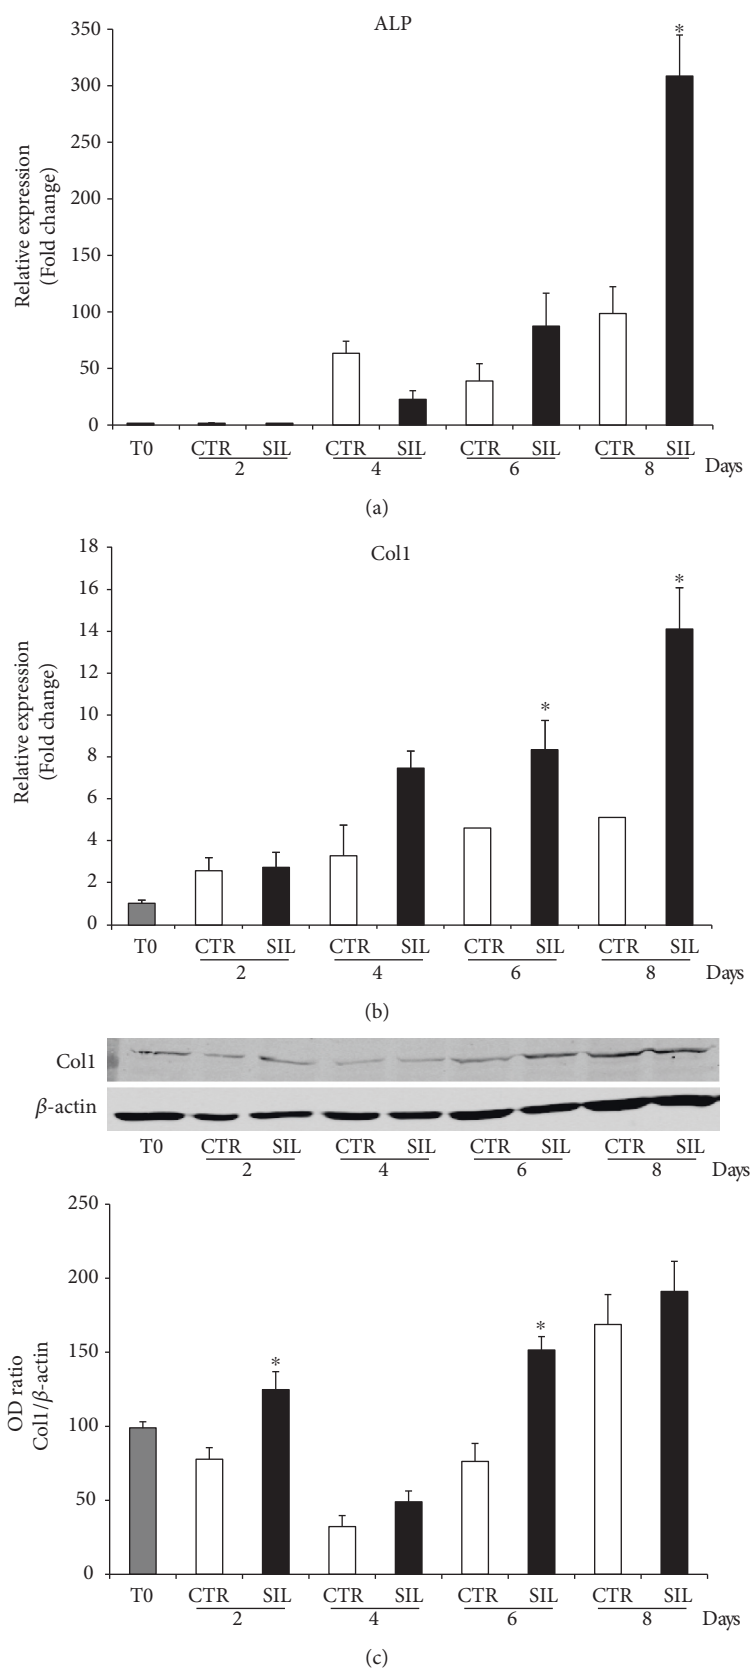 ALP
350
300
250
200
150
100
50
0
Relative expression
(Fold change)
*
T0 CTR SIL CTR SIL CTR SIL CTR SIL
2 4 6 8 Days
(a)
Col1
18
16
14
12
10
8
6
4
2
0
Relative expression
(Fold change)
* *
T0 CTR SIL CTR SIL CTR SIL CTR SIL
2 4 6 8 Days
(b)
Col1
β-actin
T0 CTR SIL CTR SIL CTR SIL CTR SIL
2 4 6 8 Days
250
200
150
100
50
0
OD ratio
Col1/β-actin
* *
T0 CTR SIL CTR SIL CTR SIL CTR SIL
2 4 6 8 Days
(c)